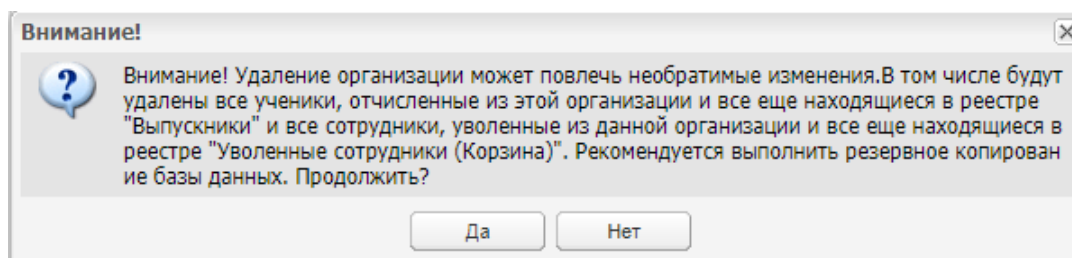 Внимание!
Внимание! Удаление организации может повлечь необратимые изменения.В том числе будут
удалены все ученики, отчисленные из этой организации и все еще находящиеся в реестре
"Выпускники" и все сотрудники, уволенные из данной организации и все еще находящиеся в
реестре "Уволенные сотрудники (Корзина)". Рекомендуется выполнить резервное копирован
ие базы данных. Продолжить?
Да Нет